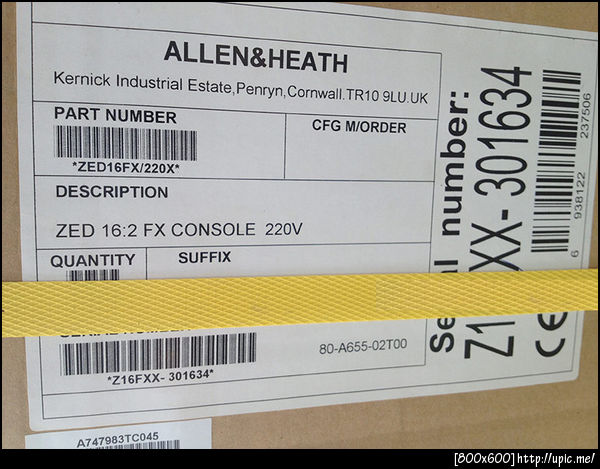 ALLEN&HEATH
Kernick Industrial Estate,Penryn,Cornwall.TR10 9LU.UK
PART NUMBER
*ZED16FX/220X*
CFG M/ORDER
DESCRIPTION
ZED 16:2 FX CONSOLE 220V
QUANTITY
SUFFIX
SERIAL NUMBER
*Z16FXX- 301634*
80-A655-02T00
number:
301634
6 938122 237506
CE
A747983TC045
[800x600]http://upic.me/